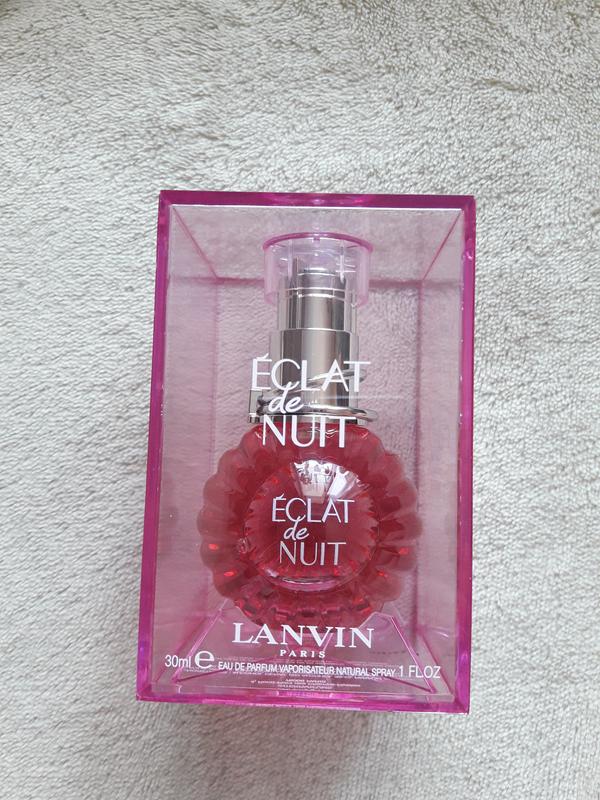 ÉCLAT
de
NUIT
ÉCLAT
de
NUIT
LANVIN
PARIS
30ml e EAU DE PARFUM VAPORISATEUR NATURAL SPRAY 1 FL.OZ